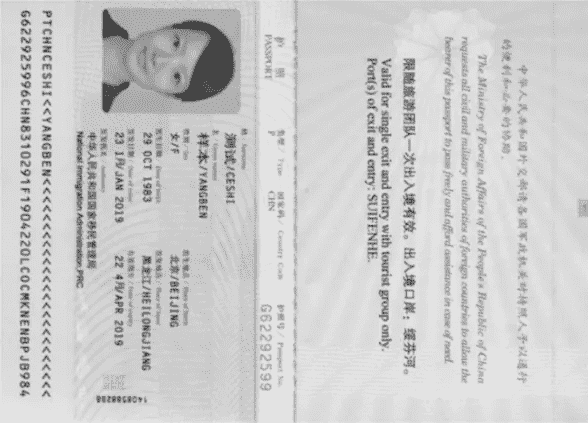 中华人民共和国外交部请各国军政机关对持照人予以通行
的便利和必要的协助。
The Ministry of Foreign Affairs of the People's Republic of China
requests all civil and military authorities of foreign countries to allow the
bearer of this passport to pass freely and afford assistance in case of need.
限随旅游团队一次出入境有效。出入境口岸：绥芬河。
Valid for single exit and entry with tourist group only.
Port(s) of exit and entry: SUIFENHE.
护照
PASSPORT
类型 / Type
P
国家码 / Country Code
CHN
护照号 / Passport No.
G62292599
姓 / Surname
测试/CESHI
名 / Given names
样本/YANGBEN
性别 / Sex
女/F
出生地点 / Place of birth
北京/BEIJING
出生日期 / Date of birth
29 OCT 1983
签发地点 / Place of issue
黑龙江/HEILONGJIANG
签发日期 / Date of issue
23 1月/JAN 2019
有效期至 / Date of expiry
22 4月/APR 2019
签发机关 / Authority
中华人民共和国国家移民管理局
National Immigration Administration,PRC
1408588208
PTCHNCESHI<<YANGBEN<<<<<<<<<<<<<<<<<<<<<<<<<
G622925996CHN8310291F1904220LCOCMKNENBPJB984